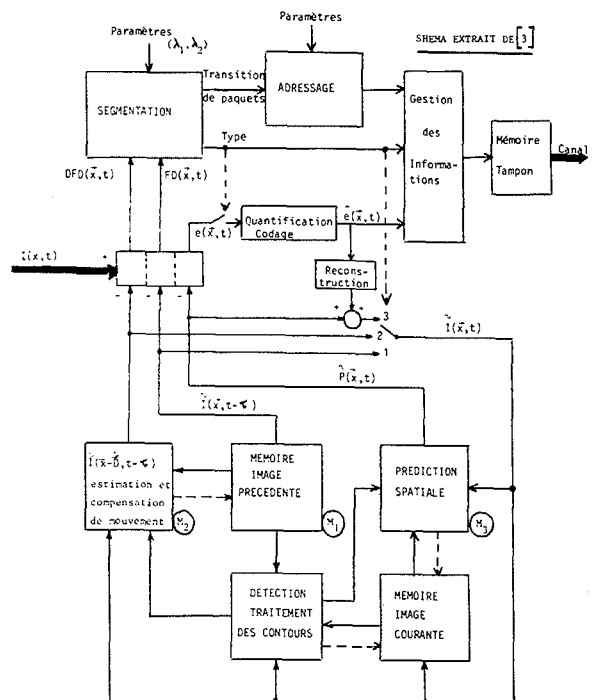 Paramètres
SHEMA EXTRAIT DE [3]
Paramètres
(λ₁,λ₂)
SEGMENTATION
Transition
de paquets
ADRESSAGE
Gestion
des
Informa-
tions
Mémoire
Tampon
Canal
Type
DFD(x⃗,t)
FD(x⃗,t)
e(x⃗,t)
Quantification
Codage
ê(x⃗,t)
I(x,t)
+
- - -
Recons-
truction
+ +
3
2
1
Ĩ(x⃗,t)
P̂(x⃗,t)
Ĩ(x⃗,t-τ)
Ĩ(x⃗-D̂,t-τ)
estimation et
compensation
de mouvement
M₂
MEMOIRE
IMAGE
PRECEDENTE
M₁
PREDICTION
SPATIALE
M₃
DETECTION
TRAITEMENT
DES CONTOURS
MEMOIRE
IMAGE
COURANTE